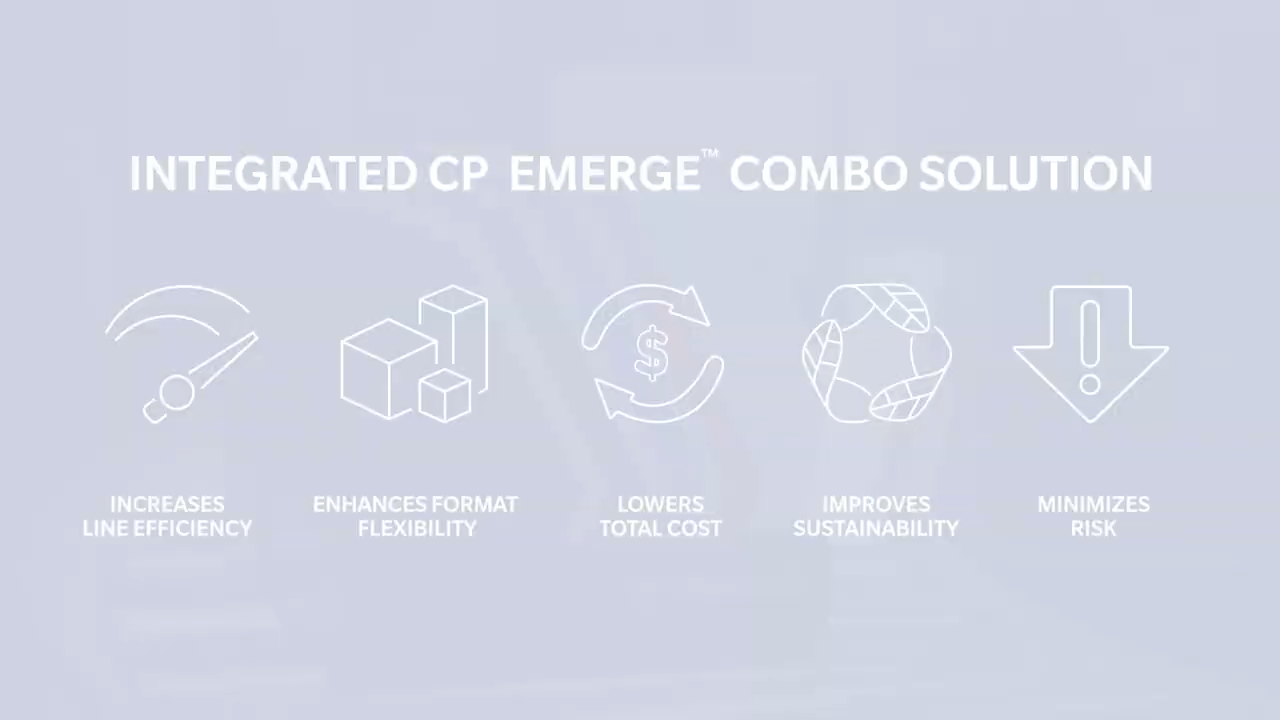 INTEGRATED CP EMERGE™ COMBO SOLUTION
$
INCREASES
LINE EFFICIENCY
ENHANCES FORMAT
FLEXIBILITY
LOWERS
TOTAL COST
IMPROVES
SUSTAINABILITY
MINIMIZES
RISK